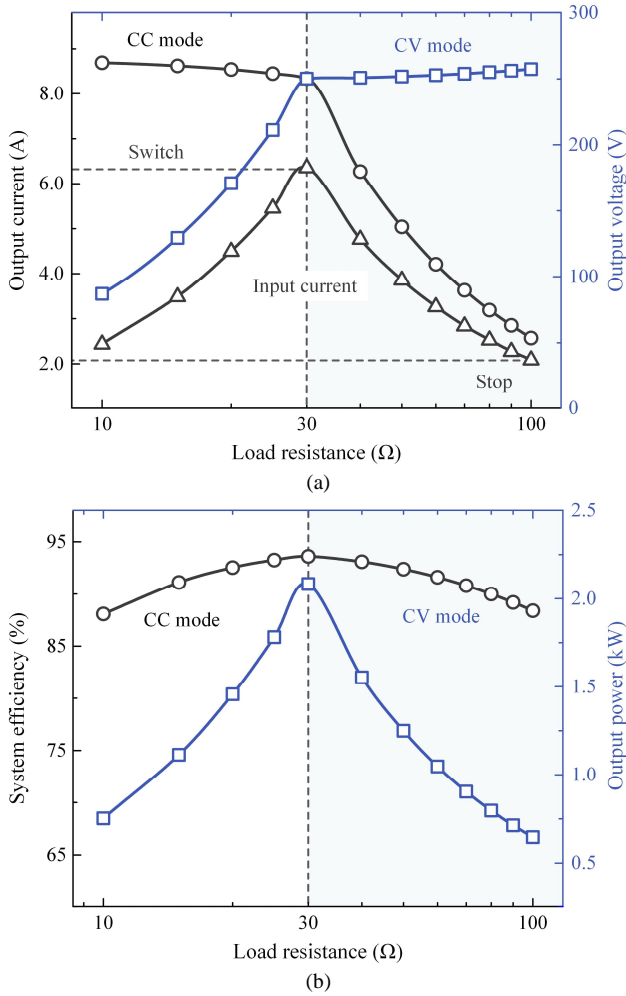 300
CC mode
CV mode
8.0
200
Switch
6.0
Output current (A)
Output voltage (V)
4.0
Input current
100
2.0
Stop
0
10
30
100
Load resistance (Ω)
(a)
2.5
95
2.0
CC mode
CV mode
85
1.5
System efficiency (%)
Output power (kW)
75
1.0
65
0.5
10
30
100
Load resistance (Ω)
(b)